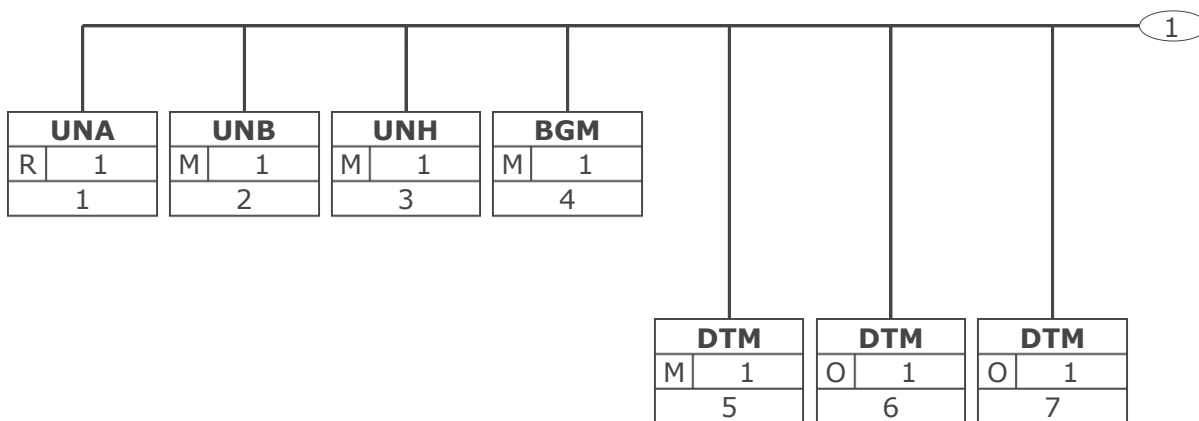 1
UNA UNB UNH BGM
R 1 M 1 M 1 M 1
1 2 3 4
DTM DTM DTM
M 1 O 1 O 1
5 6 7